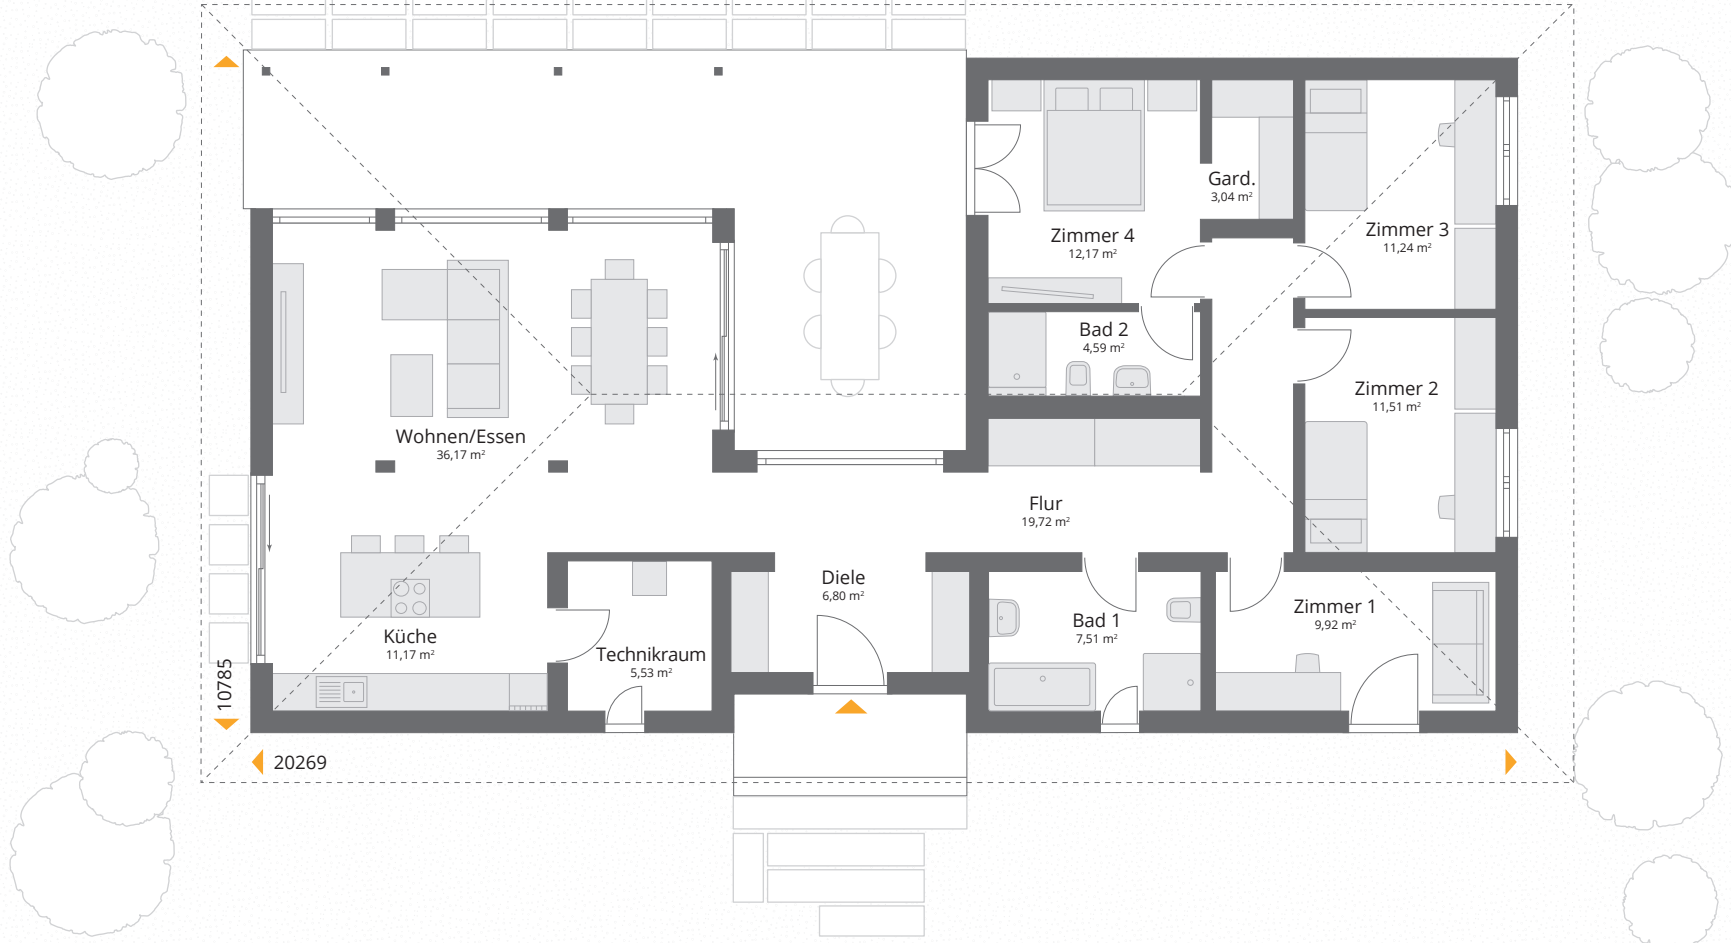 Gard.
3,04 m²
Zimmer 4
12,17 m²
Zimmer 3
11,24 m²
Bad 2
4,59 m²
Zimmer 2
11,51 m²
Wohnen/Essen
36,17 m²
Flur
19,72 m²
Diele
6,80 m²
Küche
11,17 m²
Technikraum
5,53 m²
Bad 1
7,51 m²
Zimmer 1
9,92 m²
10785
20269